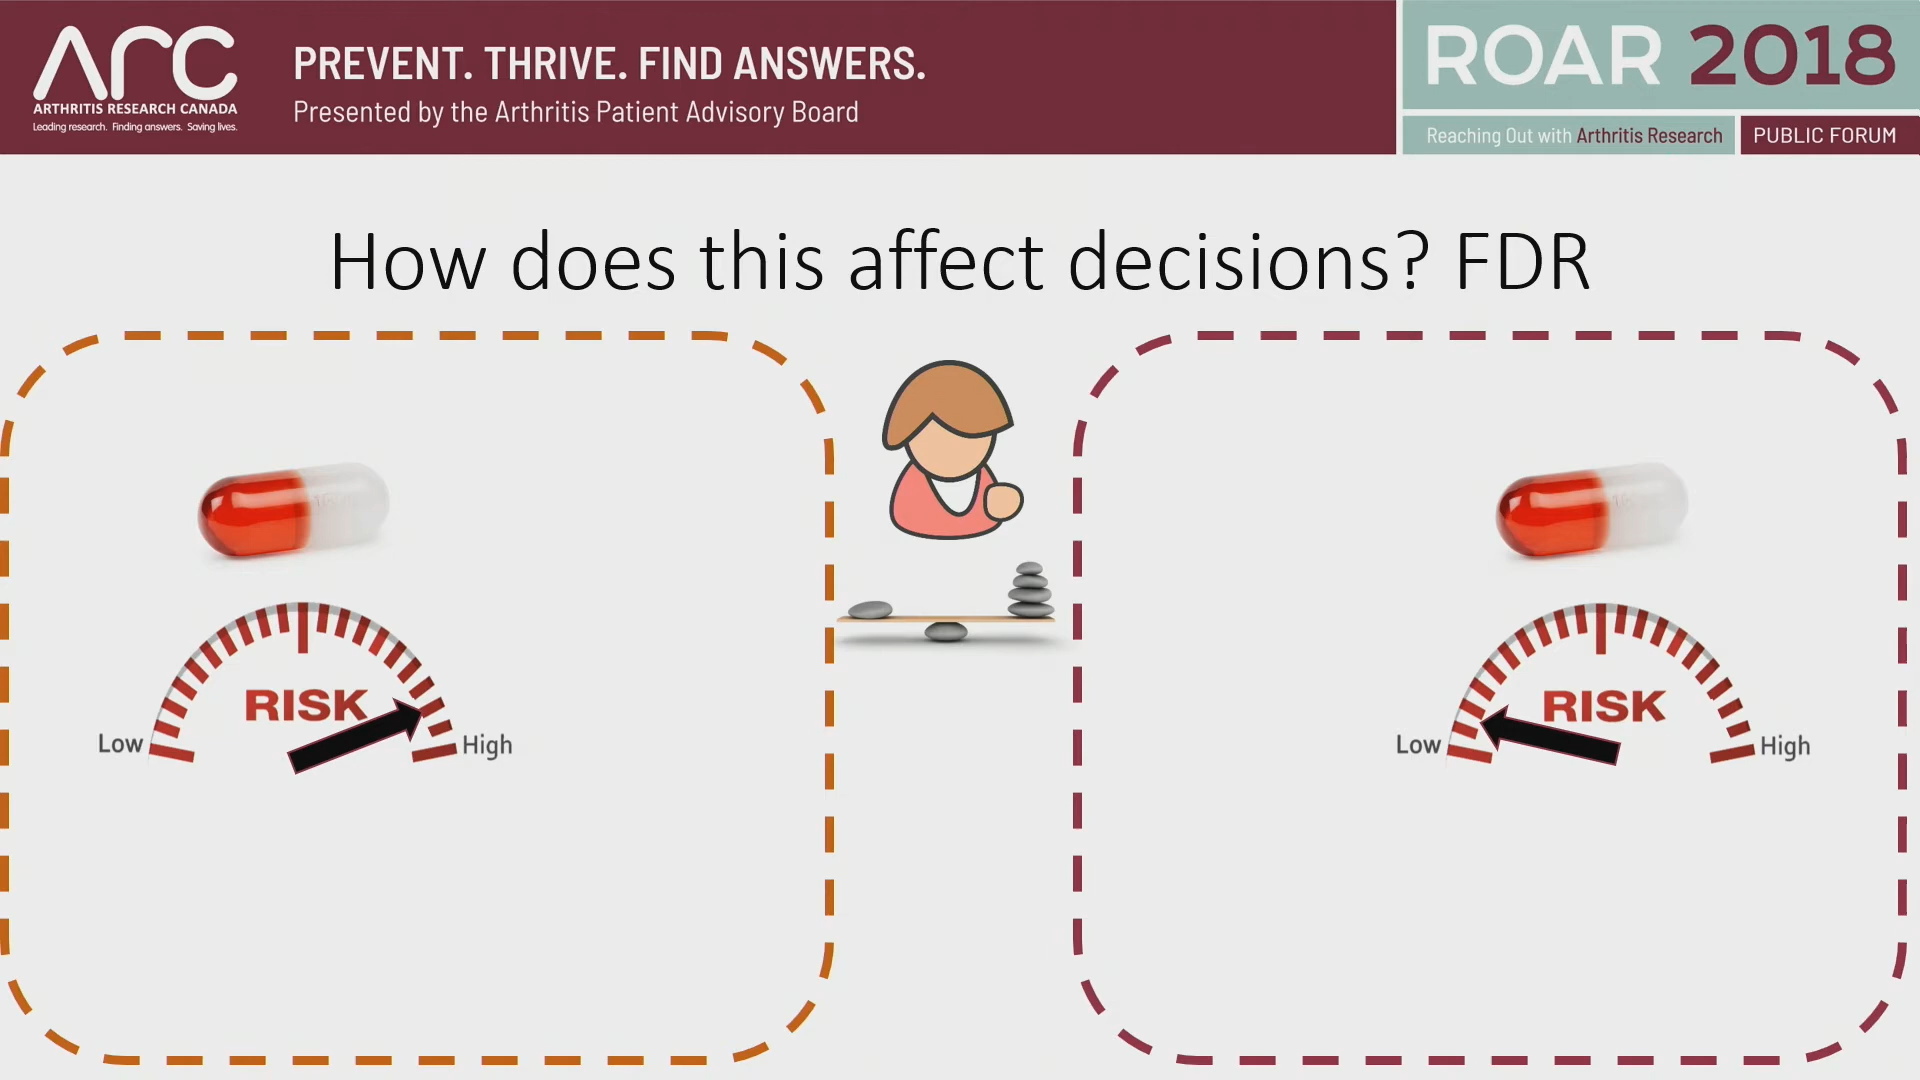 arc
ARTHRITIS RESEARCH CANADA
Leading research. Finding answers. Saving lives.
PREVENT. THRIVE. FIND ANSWERS.
Presented by the Arthritis Patient Advisory Board
ROAR 2018
Reaching Out with Arthritis Research
PUBLIC FORUM
How does this affect decisions? FDR
RISK
Low
High
RISK
Low
High